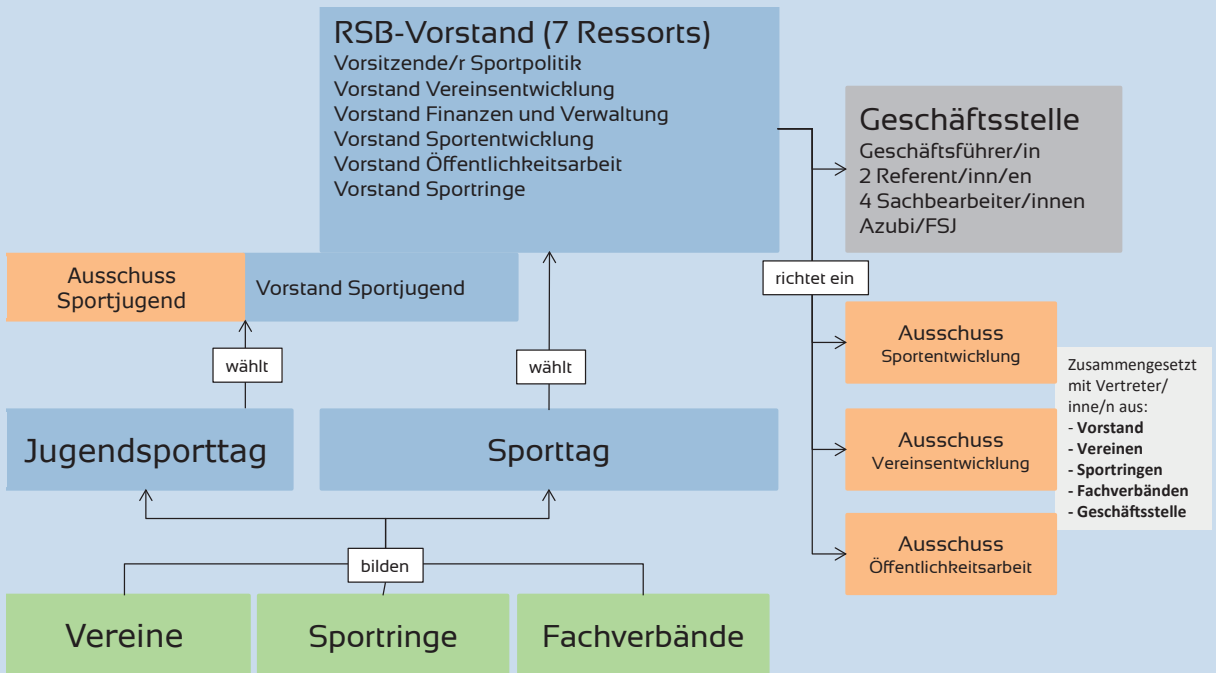 RSB-Vorstand (7 Ressorts)
Vorsitzende/r Sportpolitik
Vorstand Vereinsentwicklung
Vorstand Finanzen und Verwaltung
Vorstand Sportentwicklung
Vorstand Öffentlichkeitsarbeit
Vorstand Sportringe
Geschäftsstelle
Geschäftsführer/in
2 Referent/inn/en
4 Sachbearbeiter/innen
Azubi/FSJ
Ausschuss
Sportjugend
Vorstand Sportjugend
richtet ein
wählt
wählt
Ausschuss
Sportentwicklung
Zusammengesetzt
mit Vertreter/
inne/n aus:
- Vorstand
- Vereinen
- Sportringen
- Fachverbänden
- Geschäftsstelle
Jugendsporttag
Sporttag
Ausschuss
Vereinsentwicklung
Ausschuss
Öffentlichkeitsarbeit
bilden
Vereine
Sportringe
Fachverbände